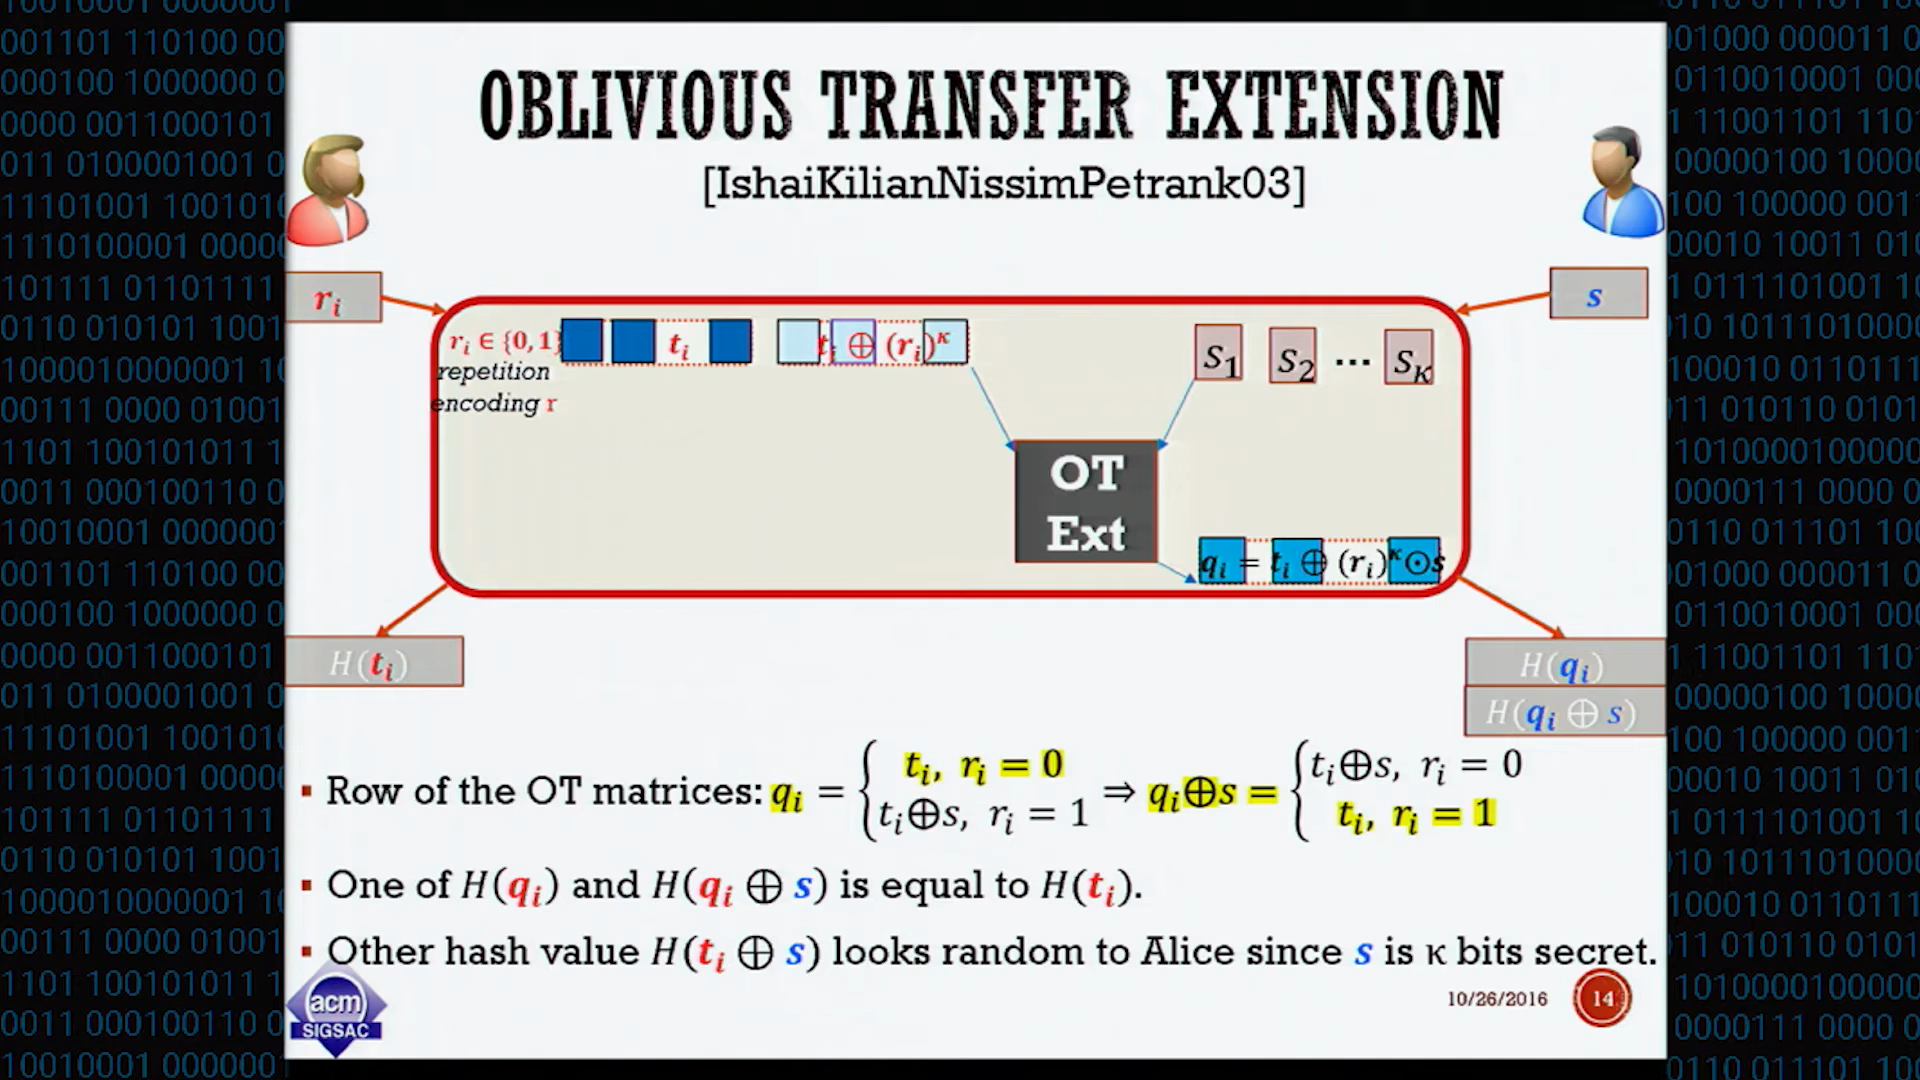 OBLIVIOUS TRANSFER EXTENSION
[IshaiKilianNissimPetrank03]
r_i
s
r_i ∈ {0,1}
repetition
encoding r
t_i
t_i ⊕ (r_i)^κ
S_1 S_2 ⋯ S_κ
OT
Ext
q_i = t_i ⊕ (r_i)^κ ⊙ s
H(t_i)
H(q_i)
H(q_i ⊕ s)
▪ Row of the OT matrices: q_i = { t_i, r_i = 0 ; t_i⊕s, r_i = 1 ⇒ q_i⊕s = { t_i⊕s, r_i = 0 ; t_i, r_i = 1
▪ One of H(q_i) and H(q_i ⊕ s) is equal to H(t_i).
▪ Other hash value H(t_i ⊕ s) looks random to Alice since s is κ bits secret.
acm
SIGSAC
10/26/2016
14